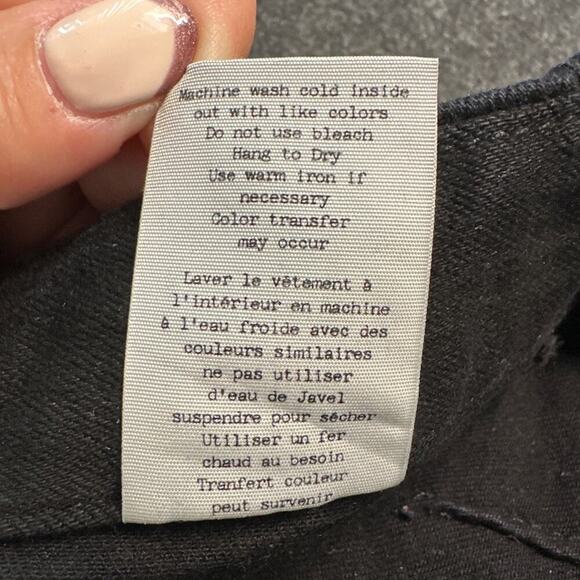 Machine wash cold inside
out with like colors
Do not use bleach
Hang to Dry
Use warm iron if
necessary
Color transfer
may occur
Laver le vêtement à
l'intérieur en machine
à l'eau froide avec des
couleurs similaires
ne pas utiliser
d'eau de Javel
suspendre pour sécher
Utiliser un fer
chaud au besoin
Tranfert couleur
peut survenir